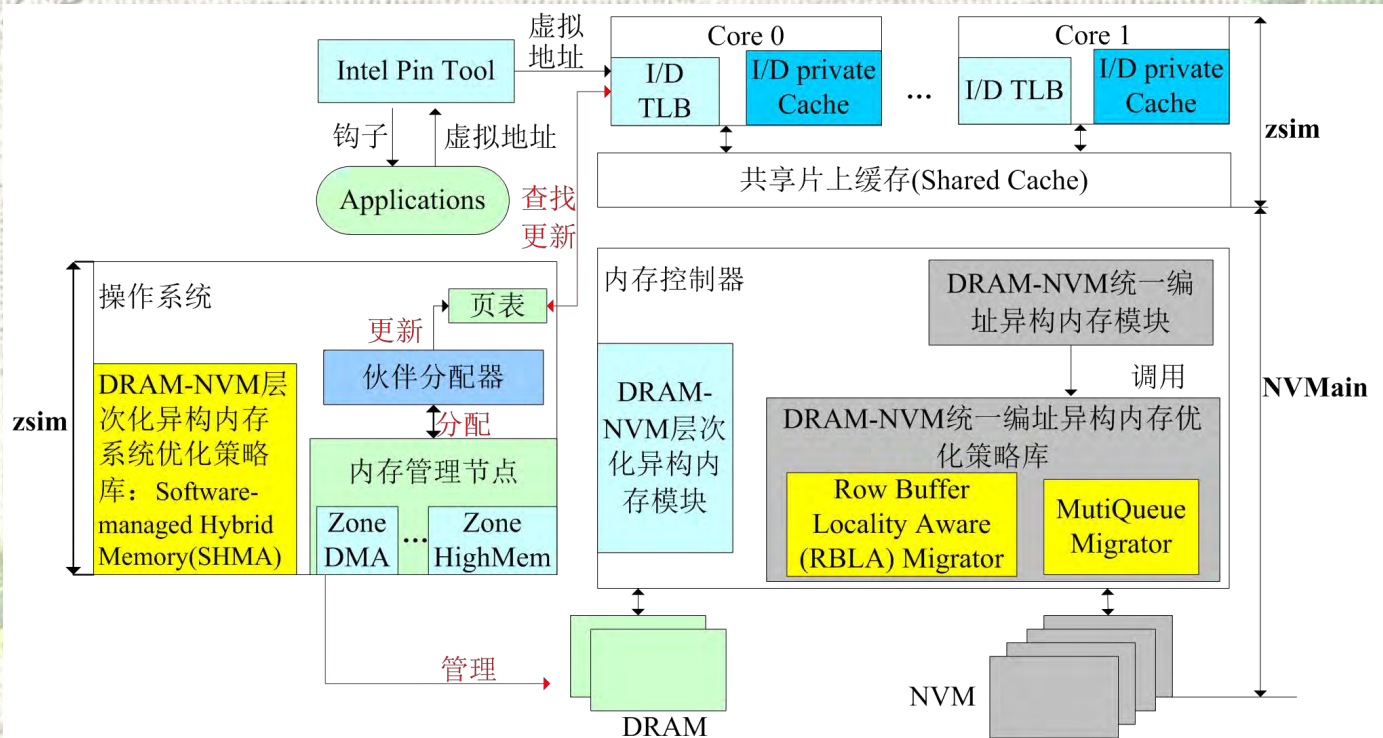 Intel Pin Tool
虚拟
地址
钩子
虚拟地址
Applications
Core 0
I/D
TLB
I/D private
Cache
...
Core 1
I/D TLB
I/D private
Cache
共享片上缓存(Shared Cache)
zsim
查找
更新
zsim
操作系统
页表
更新
伙伴分配器
分配
内存管理节点
Zone
DMA
...
Zone
HighMem
DRAM-NVM层
次化异构内存
系统优化策略
库：Software-
managed Hybrid
Memory(SHMA)
管理
内存控制器
DRAM-
NVM层次
化异构内
存模块
DRAM-NVM统一编
址异构内存模块
调用
DRAM-NVM统一编址异构内存优
化策略库
Row Buffer
Locality Aware
(RBLA) Migrator
MutiQueue
Migrator
NVMain
DRAM
NVM